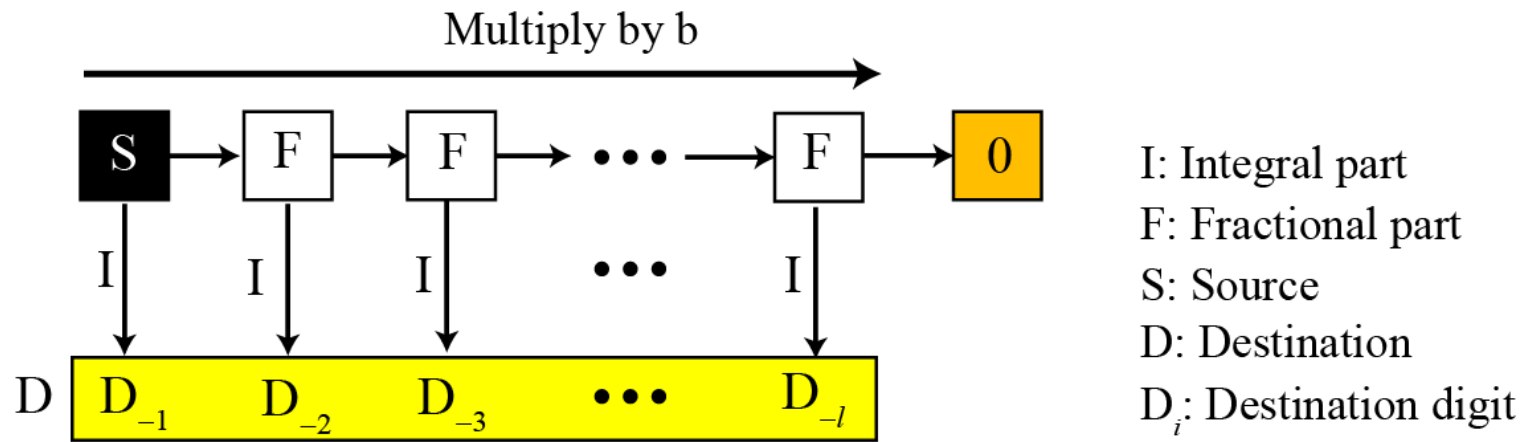 Multiply by b
S F F ••• F 0
I I I ••• I
D D₋₁ D₋₂ D₋₃ ••• D₋ₗ
I: Integral part
F: Fractional part
S: Source
D: Destination
Dᵢ: Destination digit